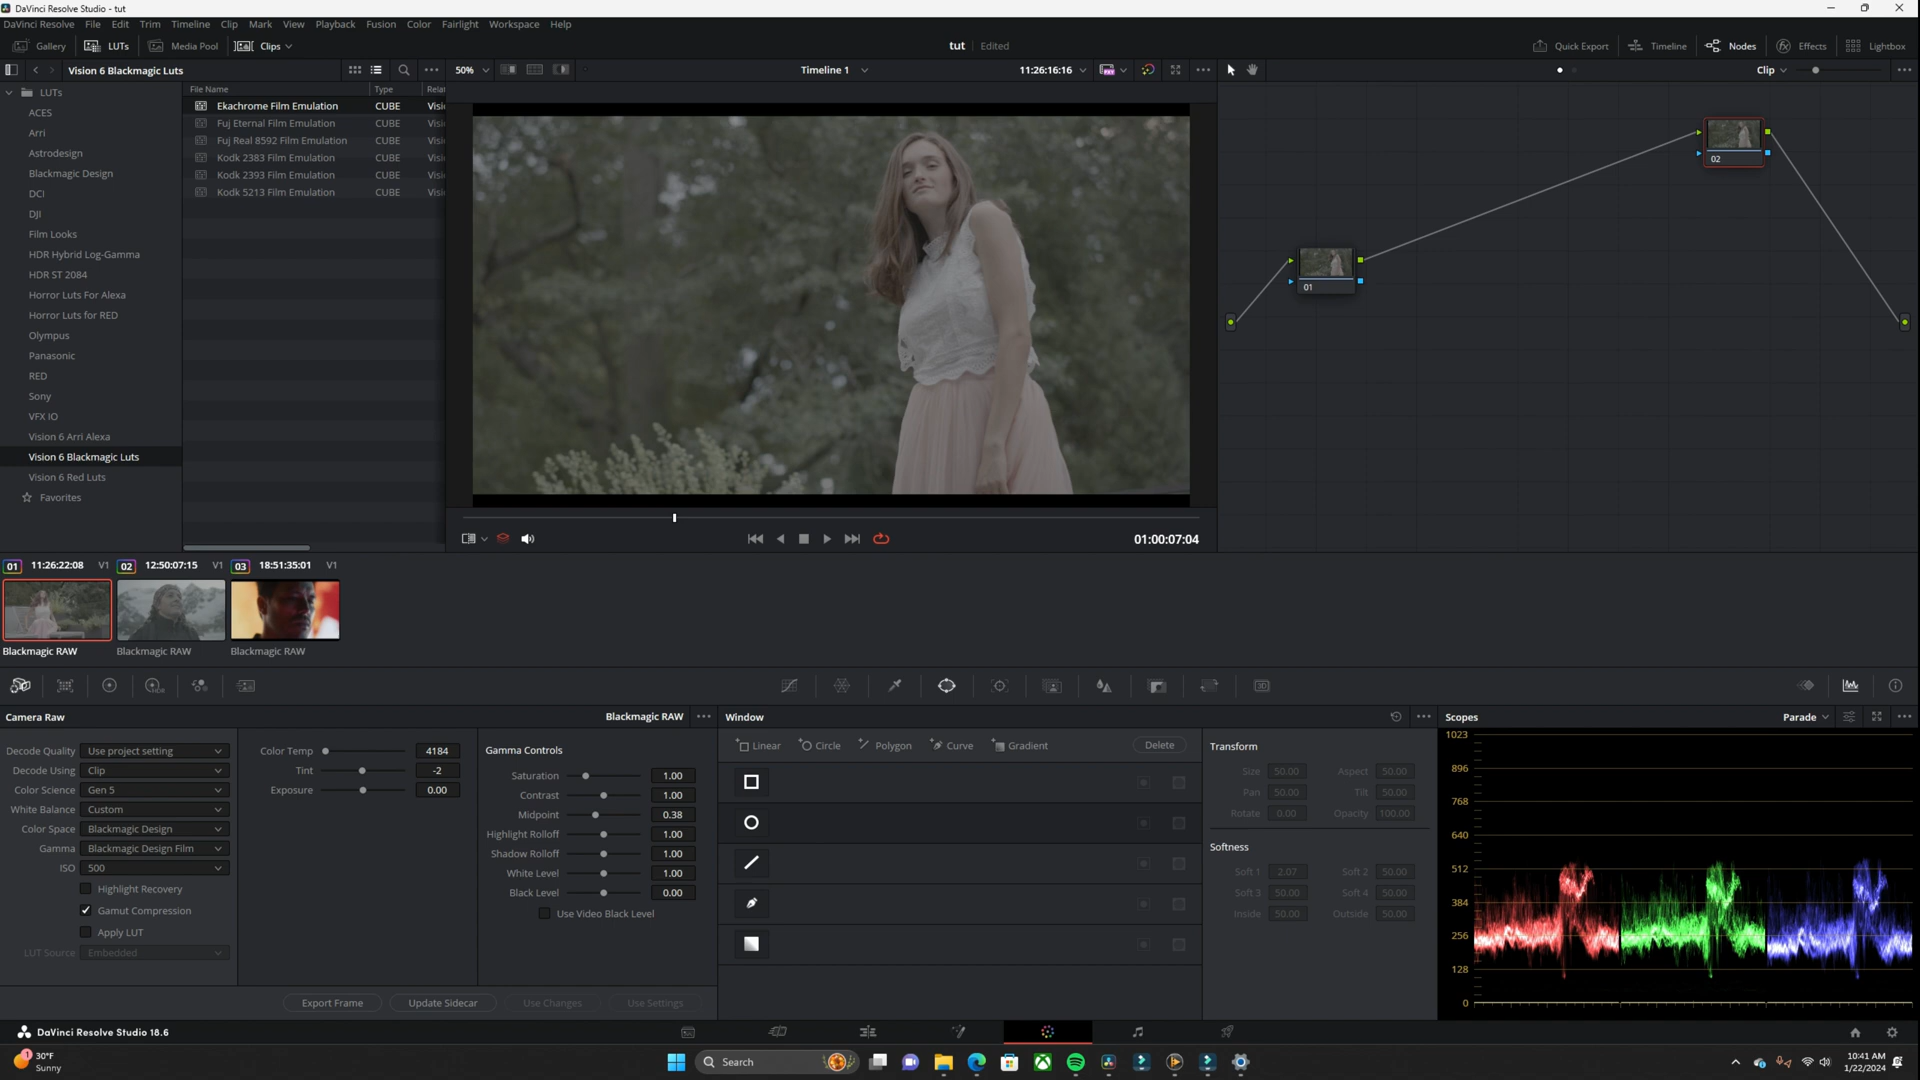 DaVinci Resolve Studio - tut
DaVinci Resolve File Edit Trim Timeline Clip Mark View Playback Fusion Color Fairlight Workspace Help
Gallery LUTs Media Pool Clips tut Edited Quick Export Timeline Nodes Effects Lightbox
Vision 6 Blackmagic Luts 50% Timeline 1 11:26:16:16 Clip
LUTs
ACES
Arri
Astrodesign
Blackmagic Design
DCI
DJI
Film Looks
HDR Hybrid Log-Gamma
HDR ST 2084
Horror Luts For Alexa
Horror Luts for RED
Olympus
Panasonic
RED
Sony
VFX IO
Vision 6 Arri Alexa
Vision 6 Blackmagic Luts
Vision 6 Red Luts
Favorites
File Name Type Relat
Ekachrome Film Emulation CUBE Visi
Fuj Eternal Film Emulation CUBE Visi
Fuj Real 8592 Film Emulation CUBE Visi
Kodk 2383 Film Emulation CUBE Visi
Kodk 2393 Film Emulation CUBE Visi
Kodk 5213 Film Emulation CUBE Visi
01:00:07:04
02
01
01 11:26:22:08 V1 02 12:50:07:15 V1 03 18:51:35:01 V1
Blackmagic RAW Blackmagic RAW Blackmagic RAW
HDR
3D
Camera Raw Blackmagic RAW
Decode Quality Use project setting
Decode Using Clip
Color Science Gen 5
White Balance Custom
Color Space Blackmagic Design
Gamma Blackmagic Design Film
ISO 500
Highlight Recovery
Gamut Compression
Apply LUT
LUT Source Embedded
Color Temp 4184
Tint -2
Exposure 0.00
Gamma Controls
Saturation 1.00
Contrast 1.00
Midpoint 0.38
Highlight Rolloff 1.00
Shadow Rolloff 1.00
White Level 1.00
Black Level 0.00
Use Video Black Level
Export Frame Update Sidecar Use Changes Use Settings
Window
Linear Circle Polygon Curve Gradient Delete
Transform
Size 50.00 Aspect 50.00
Pan 50.00 Tilt 50.00
Rotate 0.00 Opacity 100.00
Softness
Soft 1 2.07 Soft 2 50.00
Soft 3 50.00 Soft 4 50.00
Inside 50.00 Outside 50.00
Scopes Parade
1023
896
768
640
512
384
256
128
0
DaVinci Resolve Studio 18.6
1 30°F
Sunny
Search
10:41 AM
1/22/2024